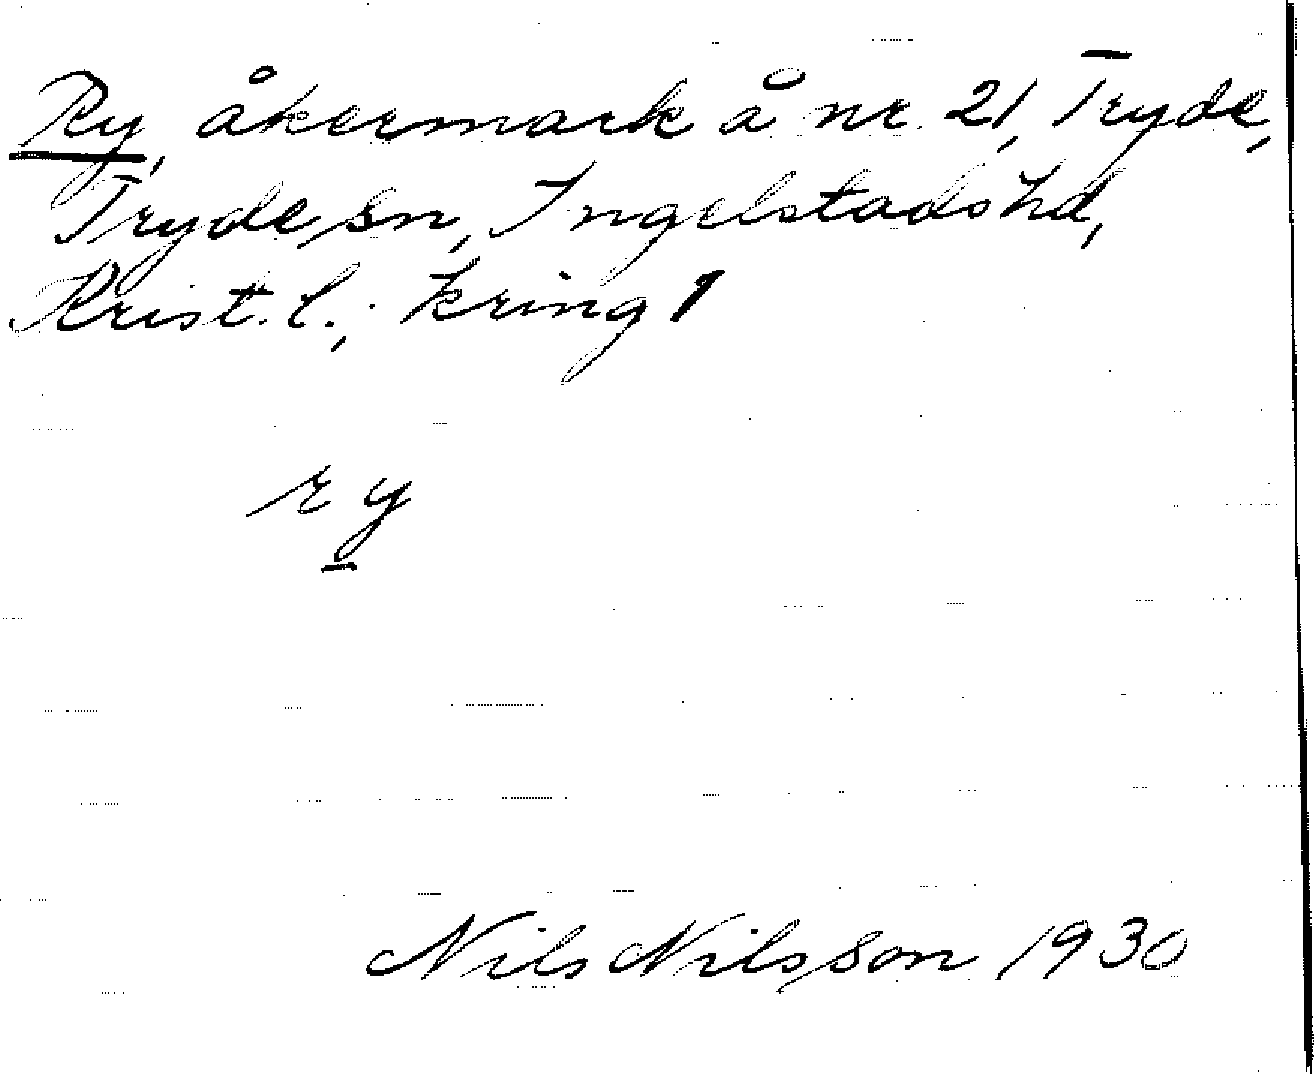 Ry, åkermark å nr. 21, Tryde,
Tryde sn, Ingelstads hd,
Krist. l.; kring 1
ry
Nils Nilsson 1930